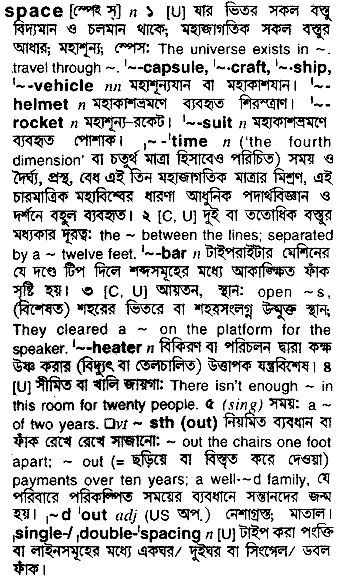 space [স্পেই স্] n ১ [U] যার ভিতর সকল বস্তু
বিদ্যমান ও চলমান থাকে; মহাজাগতিক সকল বস্তুর
আধার; মহাশূন্য; স্পেস: The universe exists in ~.
travel through ~. ˈ~-capsule, ˈ~-craft, ˈ~-ship,
ˈ~-vehicle nn মহাশূন্যযান বা মহাকাশযান। ˈ~-
helmet n মহাকাশভ্রমণে ব্যবহৃত শিরস্ত্রাণ। ˈ~-
rocket n মহাশূন্য-রকেট। ˈ~-suit n মহাকাশভ্রমণে
ব্যবহৃত পোশাক। ˌ~-ˈtime n ('the fourth
dimension' বা চতুর্থ মাত্রা হিসাবেও পরিচিত) সময় ও
দৈর্ঘ্য, প্রস্থ, বেধ এই তিন মহাজাগতিক মাত্রার মিশ্রণ, এই
চারমাত্রিক মহাবিশ্বের ধারণা আধুনিক পদার্থবিজ্ঞান ও
দর্শনে বহুল ব্যবহৃত। ২ [C, U] দুই বা ততোধিক বস্তুর
মধ্যকার দূরত্ব: the ~ between the lines; separated
by a ~ twelve feet. ˈ~-bar n টাইপরাইটার মেশিনের
যে দণ্ডে টিপ দিলে শব্দসমূহের মধ্যে আকাঙ্ক্ষিত ফাঁক
সৃষ্টি হয়। ৩ [C, U] আয়তন, স্থান: open ~s,
(বিশেষত) শহরের ভিতরে বা শহরসংলগ্ন উন্মুক্ত স্থান;
They cleared a ~ on the platform for the
speaker. ˈ~-heater n বিকিরণ বা পরিচলন দ্বারা কক্ষ
উষ্ণ করার (বিদ্যুৎ বা তেলচালিত) উত্তাপক যন্ত্রবিশেষ। ৪
[U] সীমিত বা খালি জায়গা: There isn't enough ~ in
this room for twenty people. ৫ (sing) সময়: a ~
of two years. □vt ~ sth (out) নিয়মিত ব্যবধান বা
ফাঁক রেখে রেখে সাজানো: ~ out the chairs one foot
apart; ~ out (= ছড়িয়ে বা বিস্তৃত করে দেওয়া)
payments over ten years; a well-~d family, যে
পরিবারে পরিকল্পিত সময়ের ব্যবধানে সন্তানদের জন্ম
হয়। ˌ~d ˈout adj (US অপ.) নেশাগ্রস্ত; মাতাল।
ˌsingle-/ ˌdouble-ˈspacing n [U] টাইপ করা পংক্তি
বা লাইনসমূহের মধ্যে একঘর/ দুইঘর বা সিংগেল/ ডবল
ফাঁক।